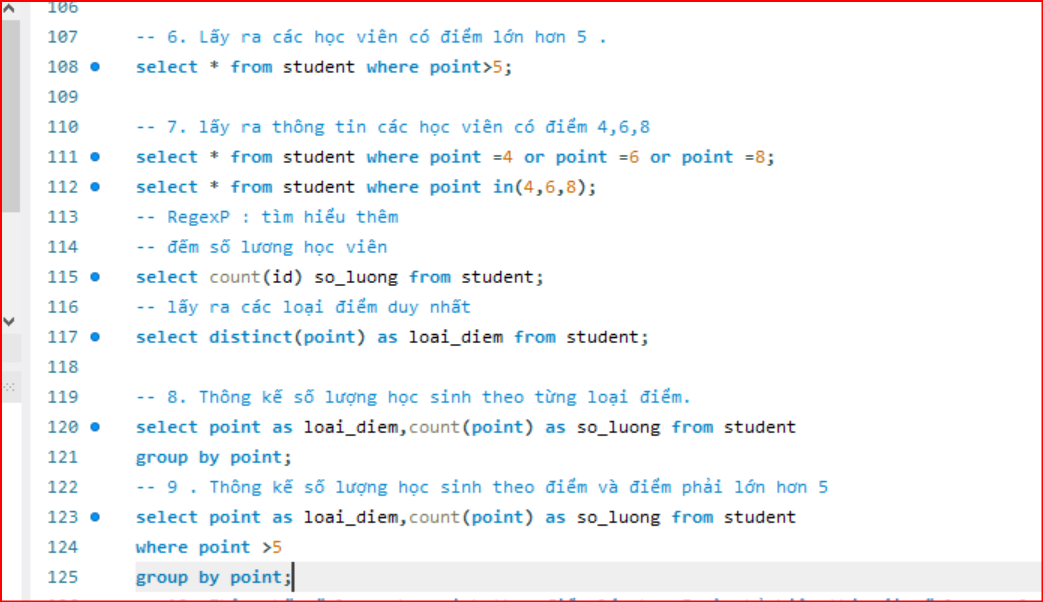 106
107 -- 6. Lấy ra các học viên có điểm lớn hơn 5 .
108 select * from student where point>5;
109
110 -- 7. lấy ra thông tin các học viên có điểm 4,6,8
111 select * from student where point =4 or point =6 or point =8;
112 select * from student where point in(4,6,8);
113 -- RegexP : tìm hiểu thêm
114 -- đếm số lương học viên
115 select count(id) so_luong from student;
116 -- lấy ra các loại điểm duy nhất
117 select distinct(point) as loai_diem from student;
118
119 -- 8. Thông kế số lượng học sinh theo từng loại điểm.
120 select point as loai_diem,count(point) as so_luong from student
121 group by point;
122 -- 9 . Thông kế số lượng học sinh theo điểm và điểm phải lớn hơn 5
123 select point as loai_diem,count(point) as so_luong from student
124 where point >5
125 group by point;